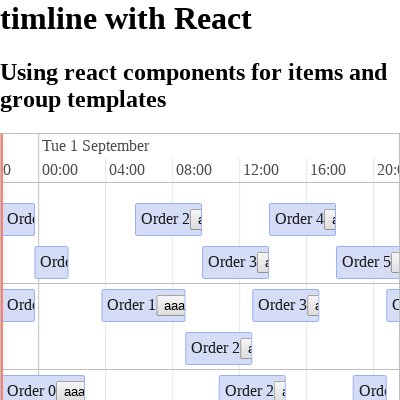 timline with React
Using react components for items and
group templates
Tue 1 September
0 00:00 04:00 08:00 12:00 16:00 20:0
Orde Order 2 a Order 4 a
Orde Order 3 a Order 5
Orde Order 1 aaa Order 3 a O
Order 2 a
Order 0 aaa Order 2 a Orde